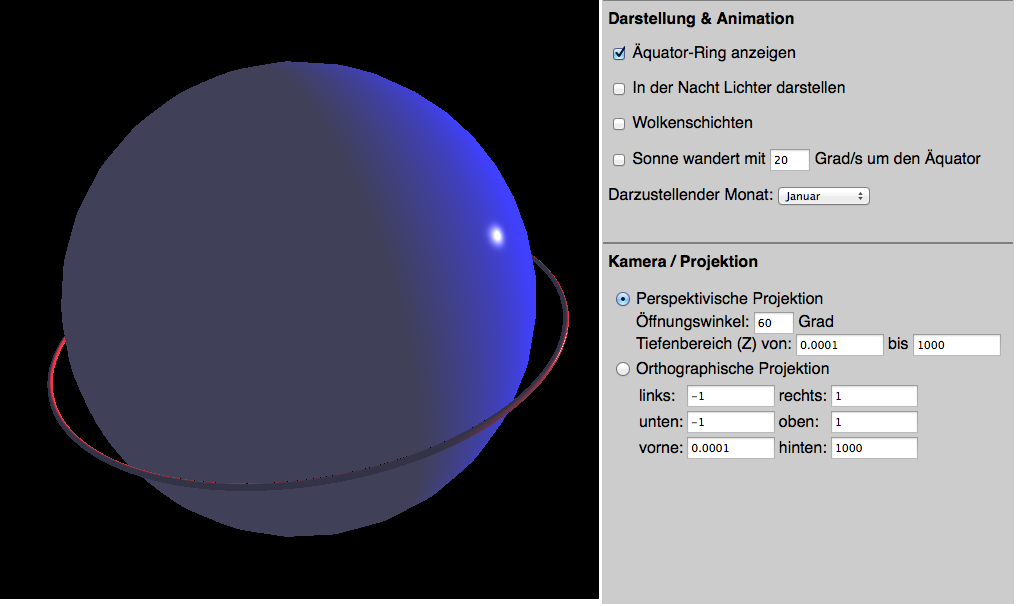 Darstellung & Animation
Äquator-Ring anzeigen
In der Nacht Lichter darstellen
Wolkenschichten
Sonne wandert mit 20 Grad/s um den Äquator
Darzustellender Monat: Januar
Kamera / Projektion
Perspektivische Projektion
Öffnungswinkel: 60 Grad
Tiefenbereich (Z) von: 0.0001 bis 1000
Orthographische Projektion
links: -1 rechts: 1
unten: -1 oben: 1
vorne: 0.0001 hinten: 1000